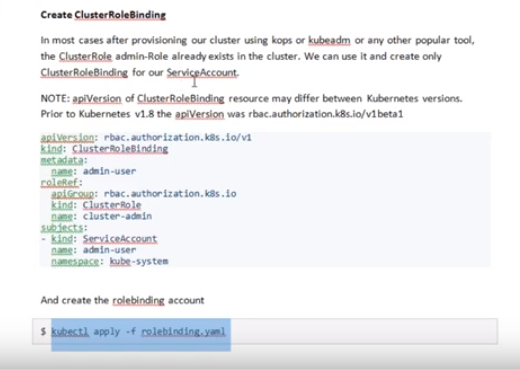 Create ClusterRoleBinding
In most cases after provisioning our cluster using kops or kubeadm or any other popular tool,
the ClusterRole admin-Role already exists in the cluster. We can use it and create only
ClusterRoleBinding for our ServiceAccount.
NOTE: apiVersion of ClusterRoleBinding resource may differ between Kubernetes versions.
Prior to Kubernetes v1.8 the apiVersion was rbac.authorization.k8s.io/v1beta1
apiVersion: rbac.authorization.k8s.io/v1
kind: ClusterRoleBinding
metadata:
  name: admin-user
roleRef:
  apiGroup: rbac.authorization.k8s.io
  kind: ClusterRole
  name: cluster-admin
subjects:
- kind: ServiceAccount
  name: admin-user
  namespace: kube-system
And create the rolebinding account
$ kubectl apply -f rolebinding.yaml